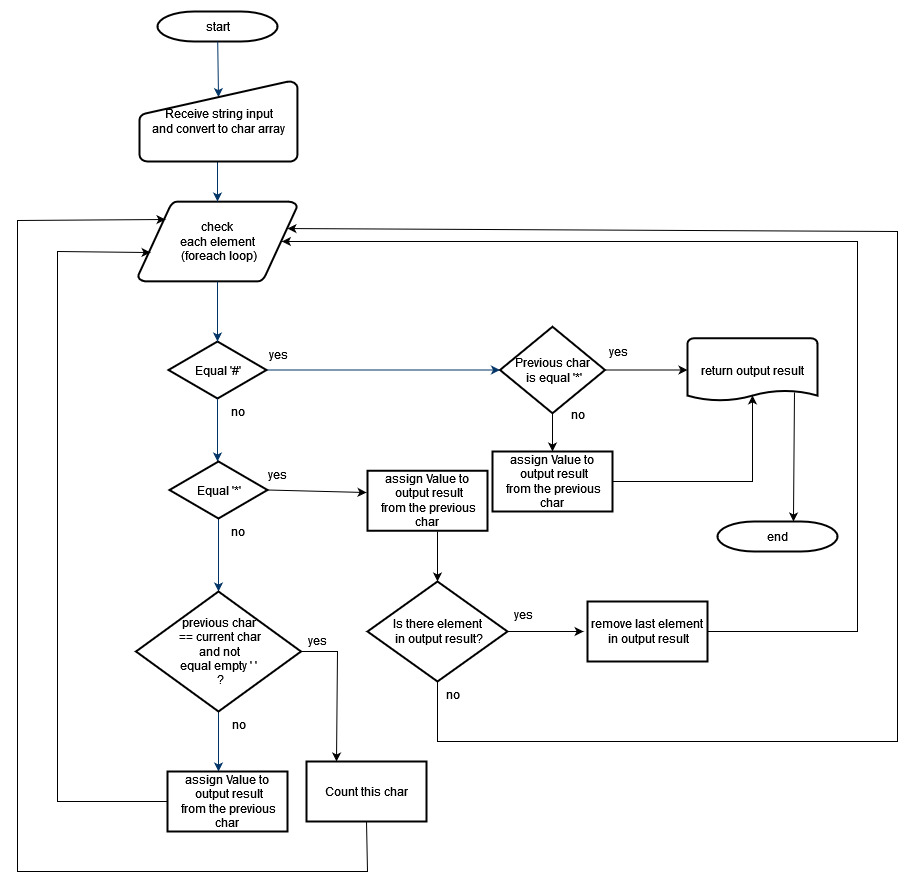 start
Receive string input
and convert to char array
check
each element
(foreach loop)
Equal '#'
yes
no
Previous char
is equal '*'
yes
no
return output result
assign Value to
output result
from the previous
char
end
Equal '*'
yes
no
assign Value to
output result
from the previous
char
Is there element
in output result?
yes
no
remove last element
in output result
previous char
== current char
and not
equal empty ' '
?
yes
no
assign Value to
output result
from the previous
char
Count this char